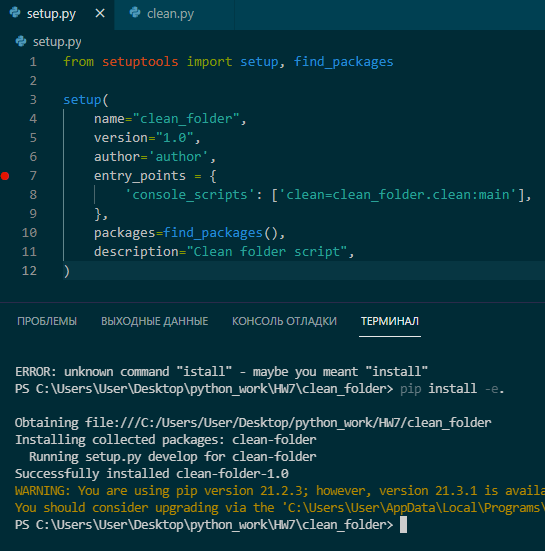 setup.py
clean.py
setup.py
1 from setuptools import setup, find_packages
2
3 setup(
4 name="clean_folder",
5 version="1.0",
6 author='author',
7 entry_points = {
8 'console_scripts': ['clean=clean_folder.clean:main'],
9 },
10 packages=find_packages(),
11 description="Clean folder script",
12 )
ПРОБЛЕМЫ ВЫХОДНЫЕ ДАННЫЕ КОНСОЛЬ ОТЛАДКИ ТЕРМИНАЛ
ERROR: unknown command "istall" - maybe you meant "install"
PS C:\Users\User\Desktop\python_work\HW7\clean_folder> pip install -e.
Obtaining file:///C:/Users/User/Desktop/python_work/HW7/clean_folder
Installing collected packages: clean-folder
Running setup.py develop for clean-folder
Successfully installed clean-folder-1.0
WARNING: You are using pip version 21.2.3; however, version 21.3.1 is availa
You should consider upgrading via the 'C:\Users\User\AppData\Local\Programs\
PS C:\Users\User\Desktop\python_work\HW7\clean_folder>